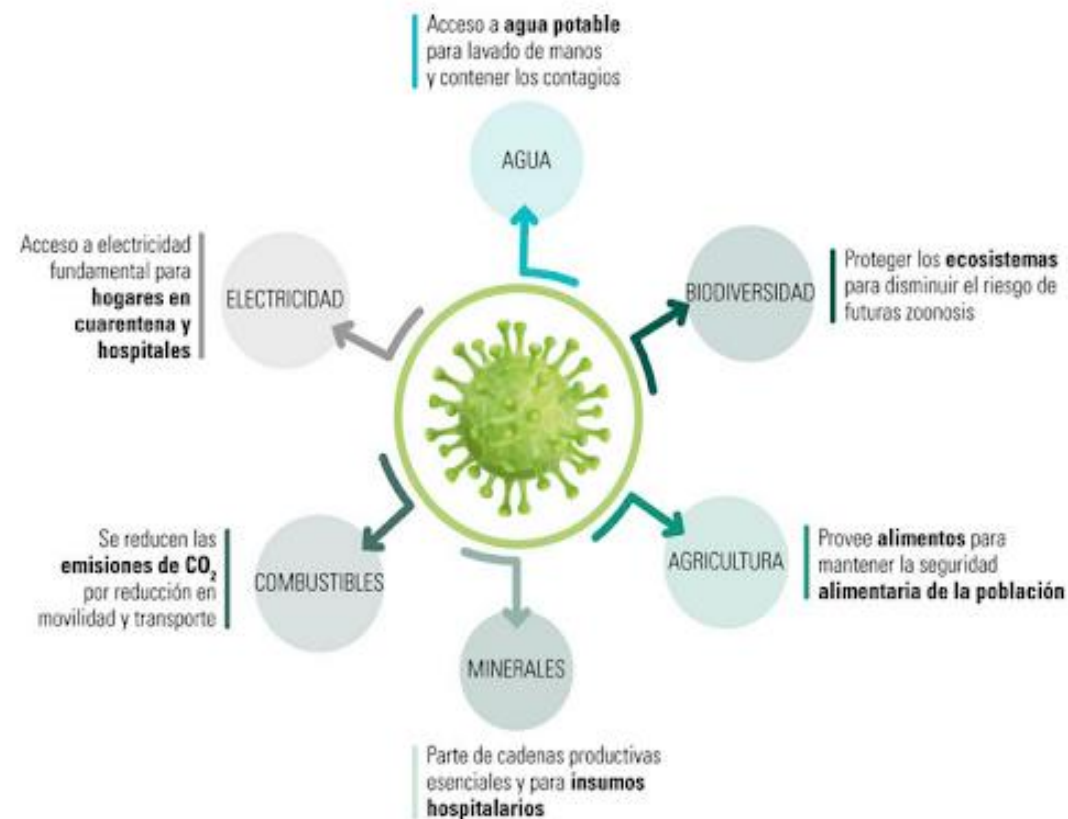 Acceso a agua potable
para lavado de manos
y contener los contagios
AGUA
Acceso a electricidad
fundamental para
hogares en
cuarentena y
hospitales
ELECTRICIDAD
BIODIVERSIDAD
Proteger los ecosistemas
para disminuir el riesgo de
futuras zoonosis
Se reducen las
emisiones de CO₂
por reducción en
movilidad y transporte
COMBUSTIBLES
AGRICULTURA
Provee alimentos para
mantener la seguridad
alimentaria de la población
MINERALES
Parte de cadenas productivas
esenciales y para insumos
hospitalarios